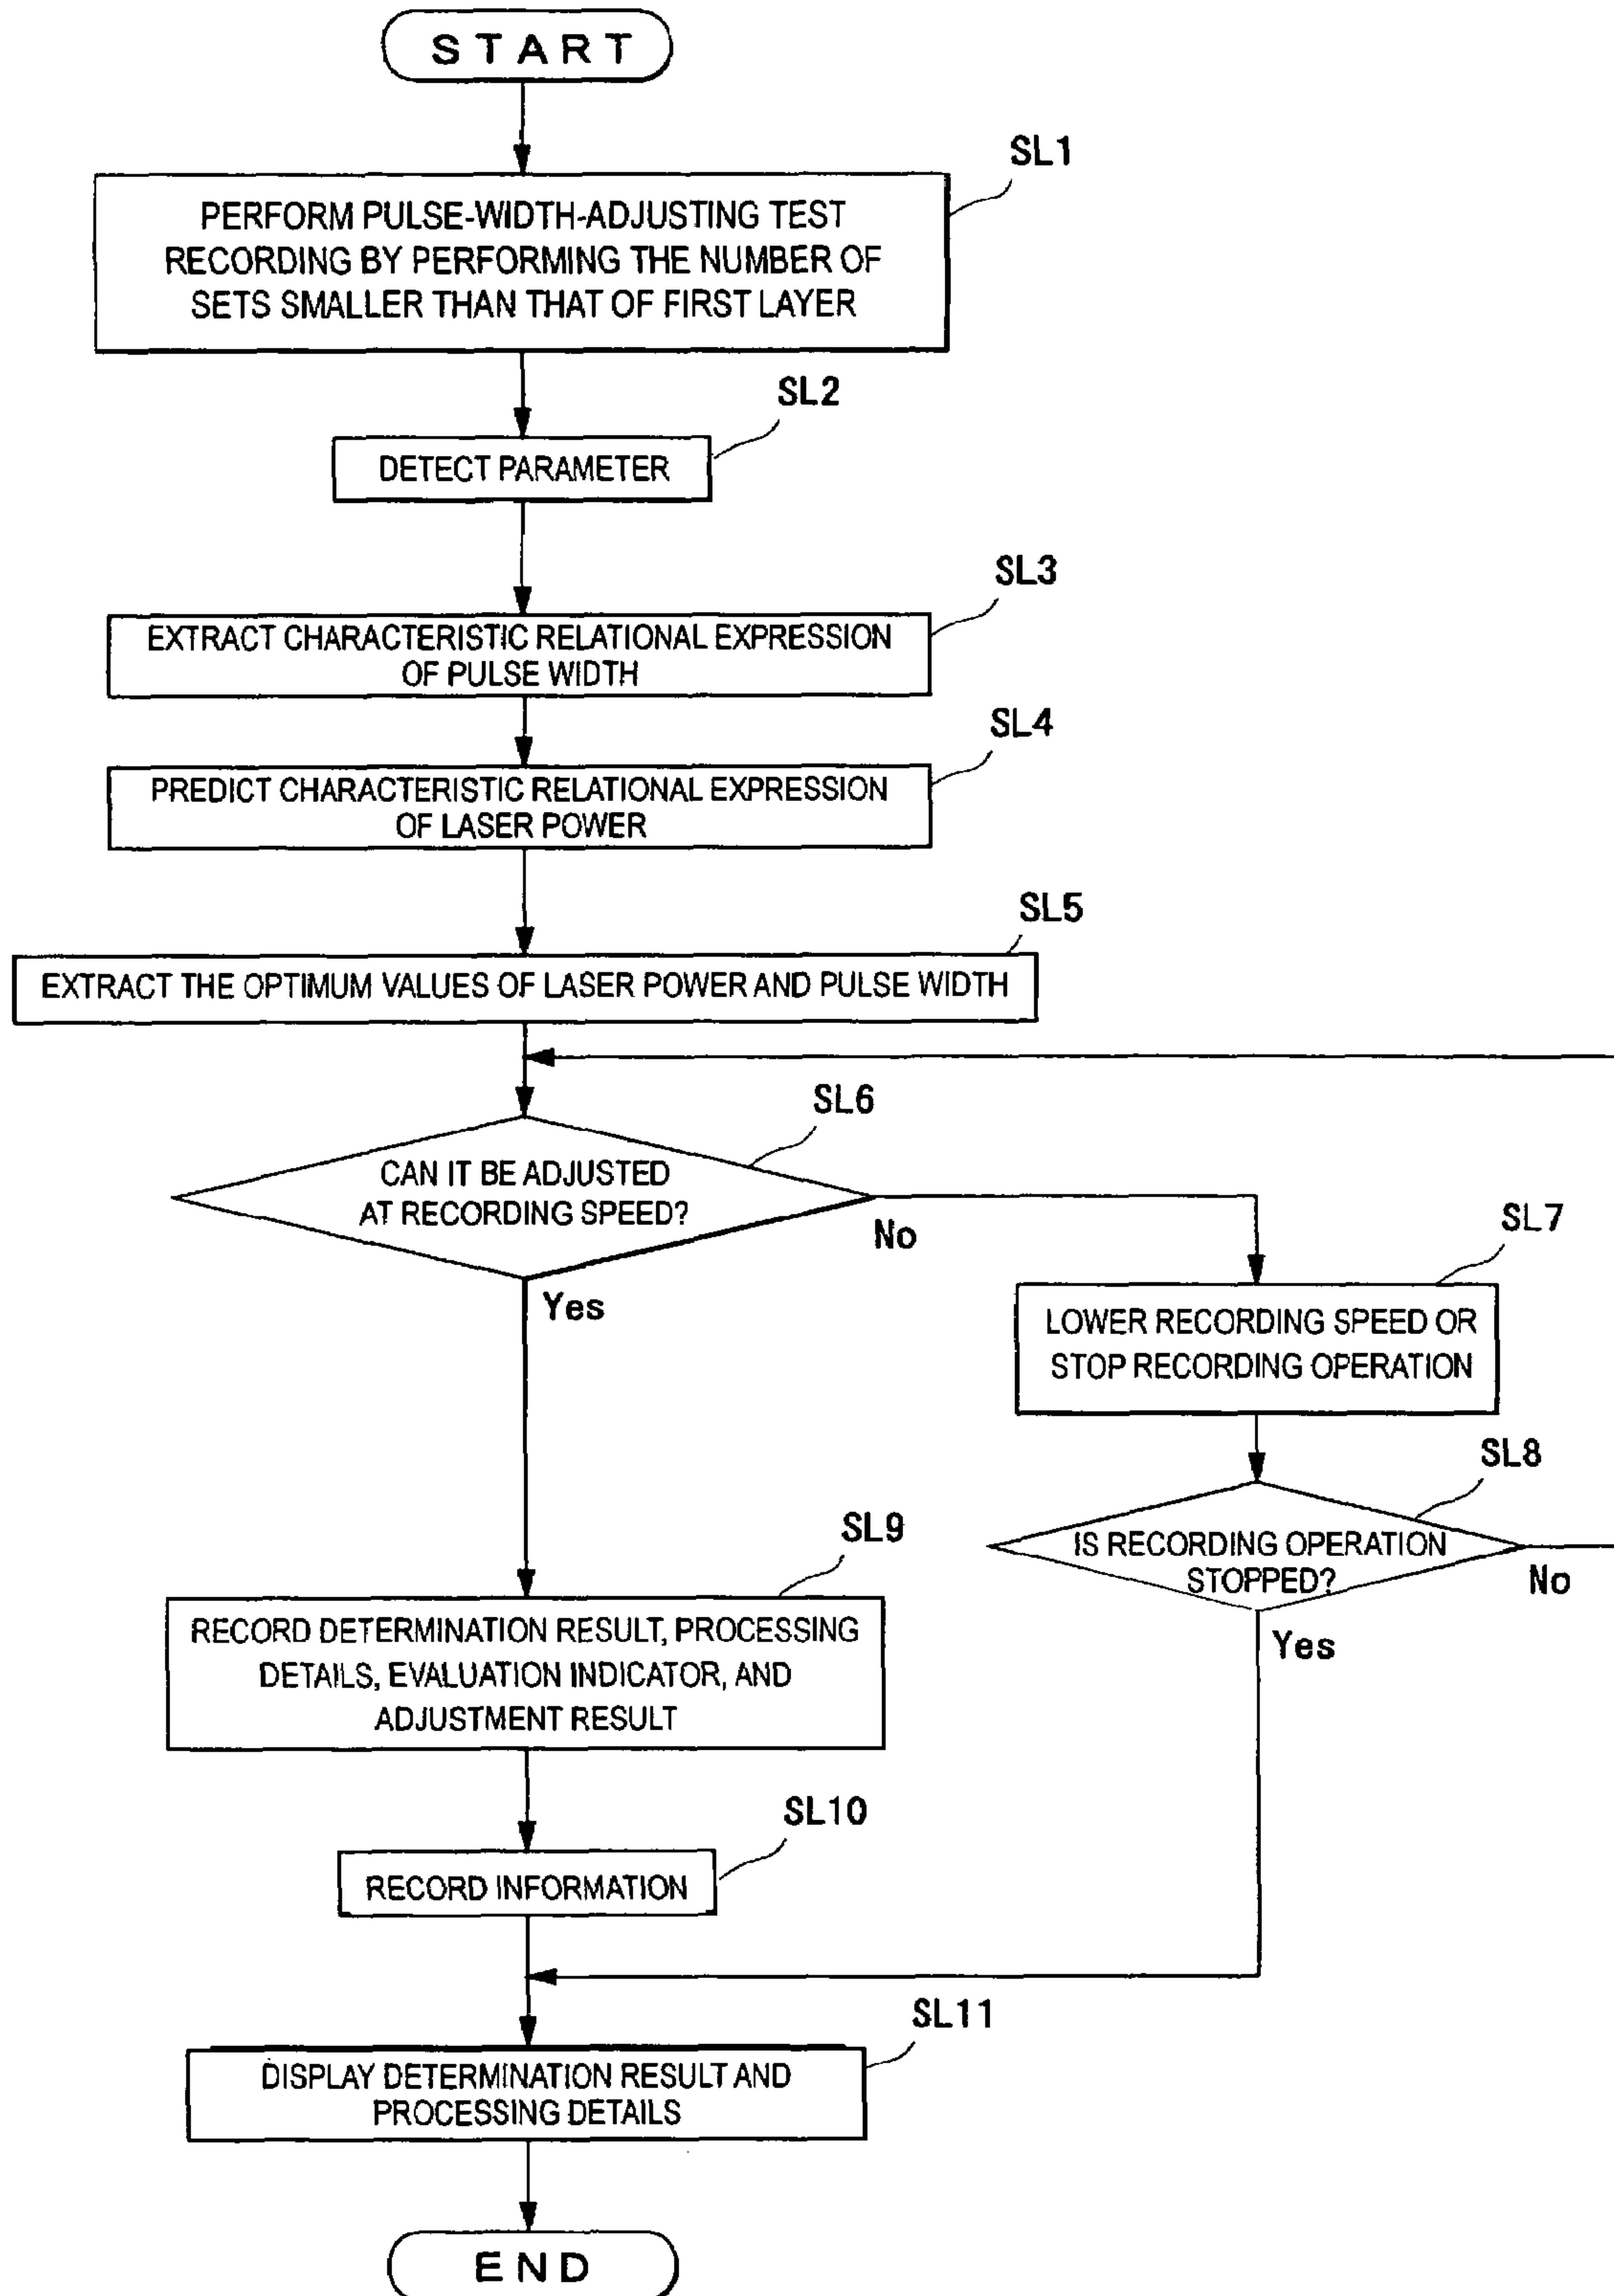 START
SL1
PERFORM PULSE-WIDTH-ADJUSTING TEST
RECORDING BY PERFORMING THE NUMBER OF
SETS SMALLER THAN THAT OF FIRST LAYER
SL2
DETECT PARAMETER
SL3
EXTRACT CHARACTERISTIC RELATIONAL EXPRESSION
OF PULSE WIDTH
SL4
PREDICT CHARACTERISTIC RELATIONAL EXPRESSION
OF LASER POWER
SL5
EXTRACT THE OPTIMUM VALUES OF LASER POWER AND PULSE WIDTH
SL6
CAN IT BE ADJUSTED
AT RECORDING SPEED?
No
Yes
SL7
LOWER RECORDING SPEED OR
STOP RECORDING OPERATION
SL8
IS RECORDING OPERATION
STOPPED?
No
Yes
SL9
RECORD DETERMINATION RESULT, PROCESSING
DETAILS, EVALUATION INDICATOR, AND
ADJUSTMENT RESULT
SL10
RECORD INFORMATION
SL11
DISPLAY DETERMINATION RESULT AND
PROCESSING DETAILS
END